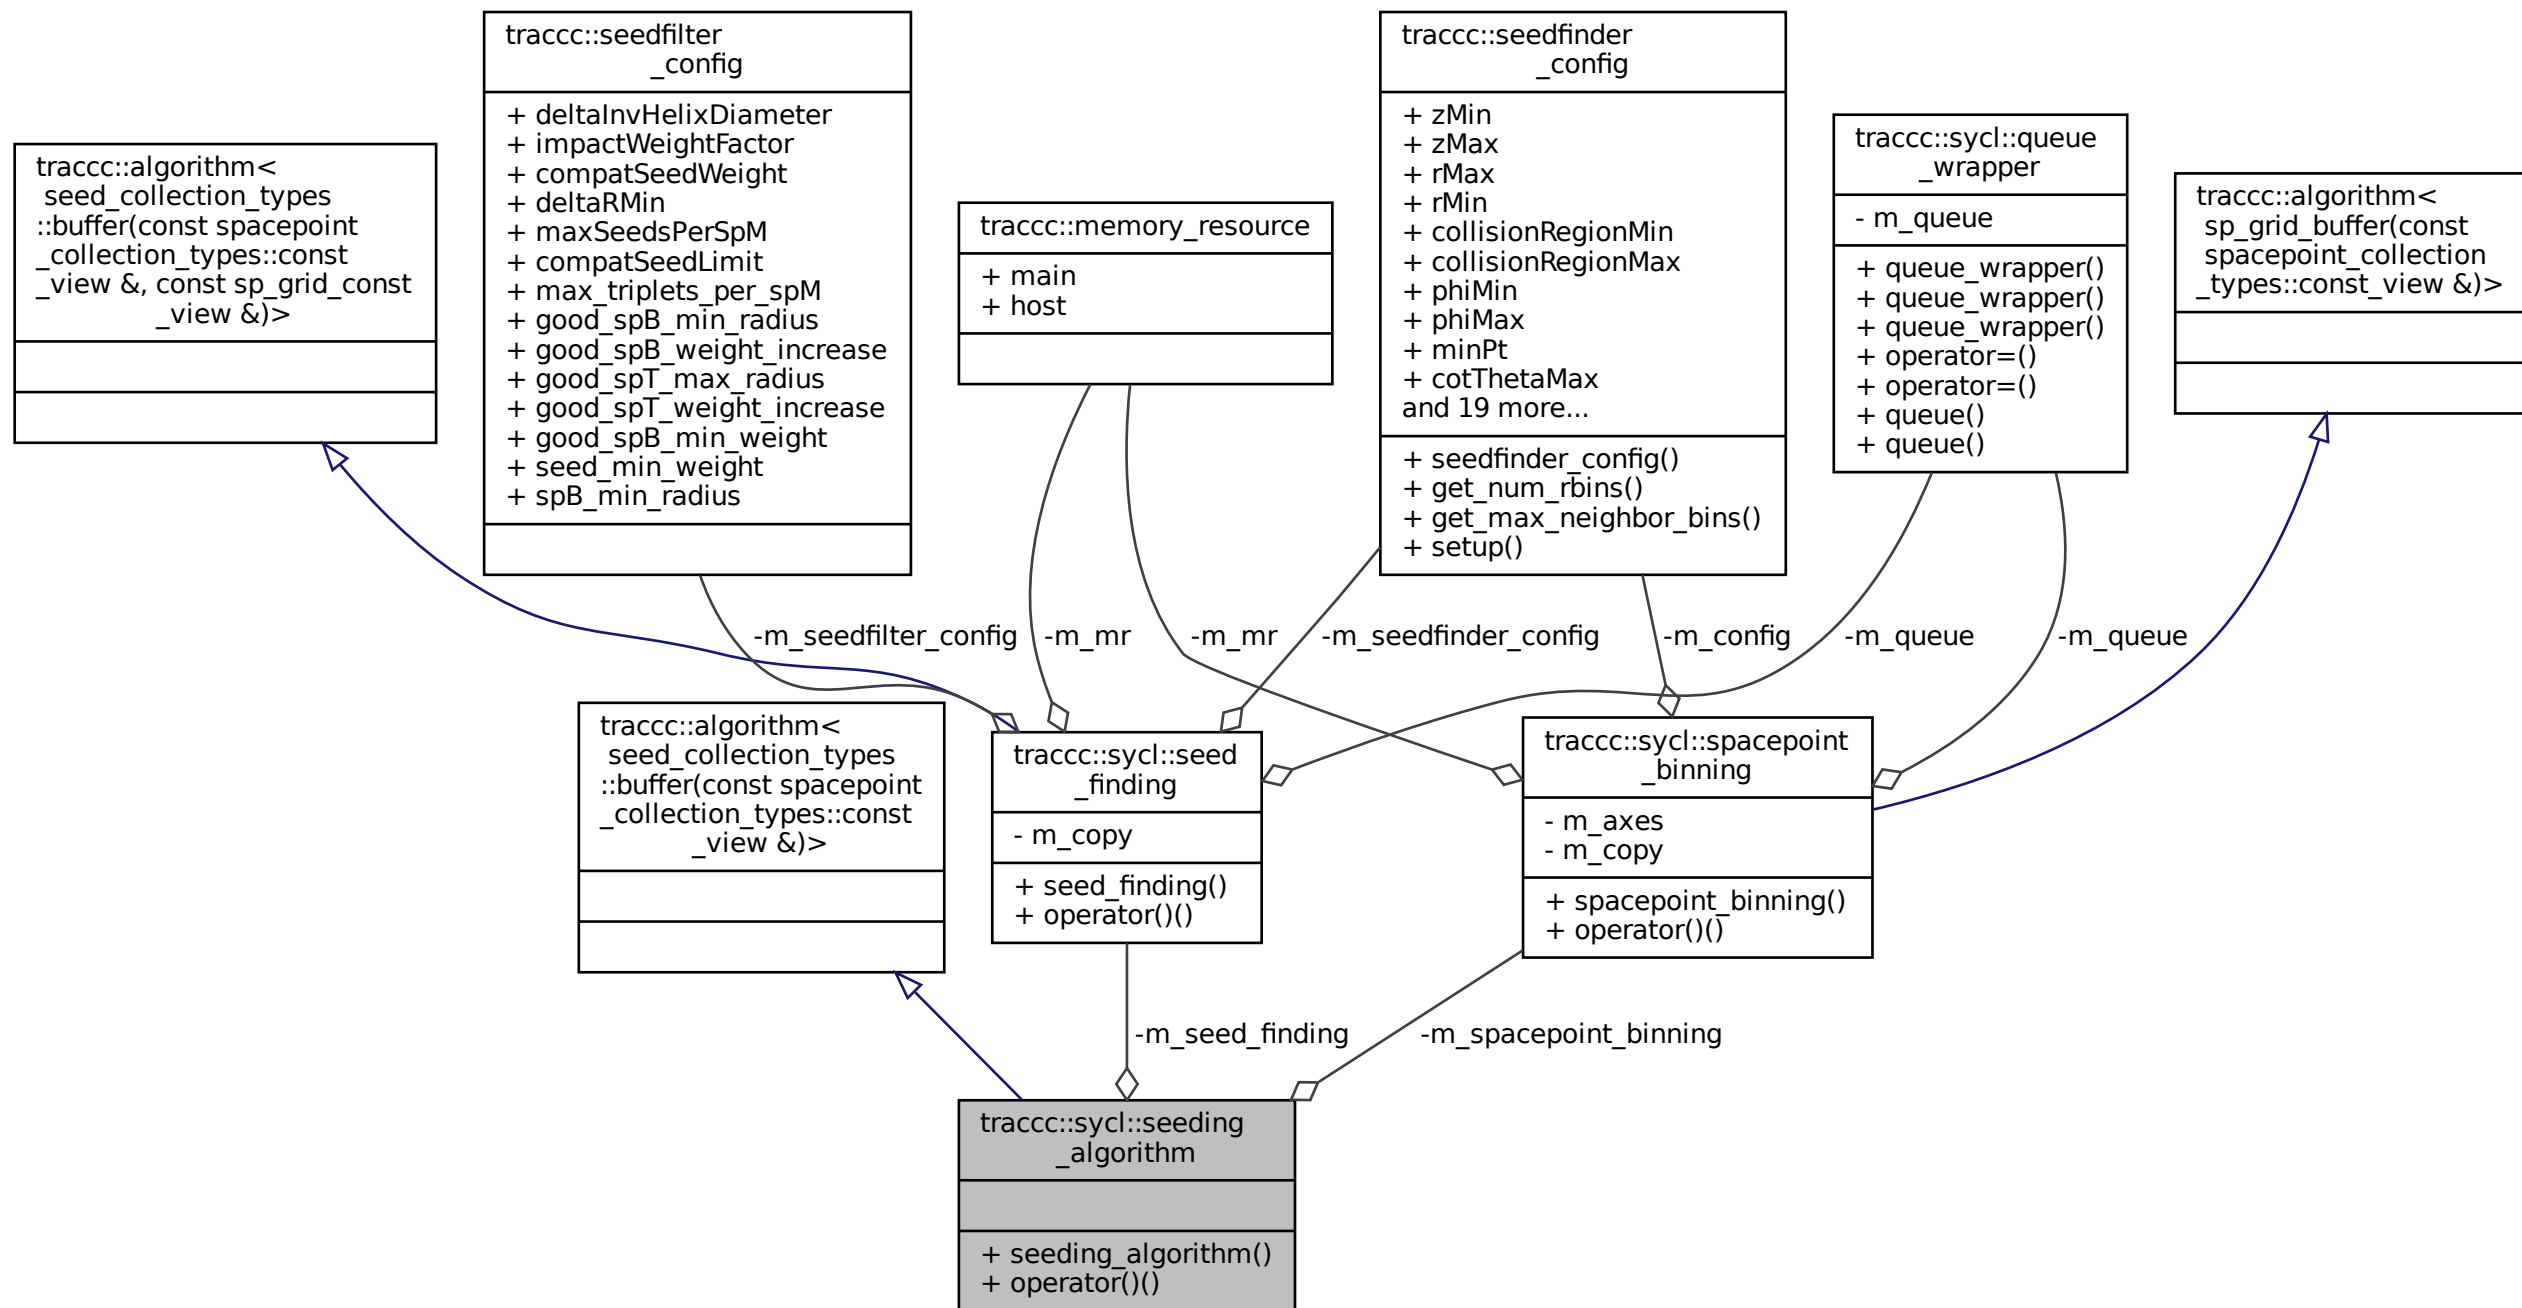 traccc::seedfilter
_config
+ deltaInvHelixDiameter
+ impactWeightFactor
+ compatSeedWeight
+ deltaRMin
+ maxSeedsPerSpM
+ compatSeedLimit
+ max_triplets_per_spM
+ good_spB_min_radius
+ good_spB_weight_increase
+ good_spT_max_radius
+ good_spT_weight_increase
+ good_spB_min_weight
+ seed_min_weight
+ spB_min_radius
traccc::seedfinder
_config
+ zMin
+ zMax
+ rMax
+ rMin
+ collisionRegionMin
+ collisionRegionMax
+ phiMin
+ phiMax
+ minPt
+ cotThetaMax
and 19 more...
+ seedfinder_config()
+ get_num_rbins()
+ get_max_neighbor_bins()
+ setup()
traccc::sycl::queue
_wrapper
- m_queue
+ queue_wrapper()
+ queue_wrapper()
+ queue_wrapper()
+ operator=()
+ operator=()
+ queue()
+ queue()
traccc::algorithm<
seed_collection_types
::buffer(const spacepoint
_collection_types::const
_view &, const sp_grid_const
_view &)>
traccc::memory_resource
+ main
+ host
traccc::algorithm<
sp_grid_buffer(const
spacepoint_collection
_types::const_view &)>
-m_seedfilter_config
-m_mr
-m_mr
-m_seedfinder_config
-m_config
-m_queue
-m_queue
traccc::algorithm<
seed_collection_types
::buffer(const spacepoint
_collection_types::const
_view &)>
traccc::sycl::seed
_finding
- m_copy
+ seed_finding()
+ operator()()
traccc::sycl::spacepoint
_binning
- m_axes
- m_copy
+ spacepoint_binning()
+ operator()()
-m_seed_finding
-m_spacepoint_binning
traccc::sycl::seeding
_algorithm
+ seeding_algorithm()
+ operator()()